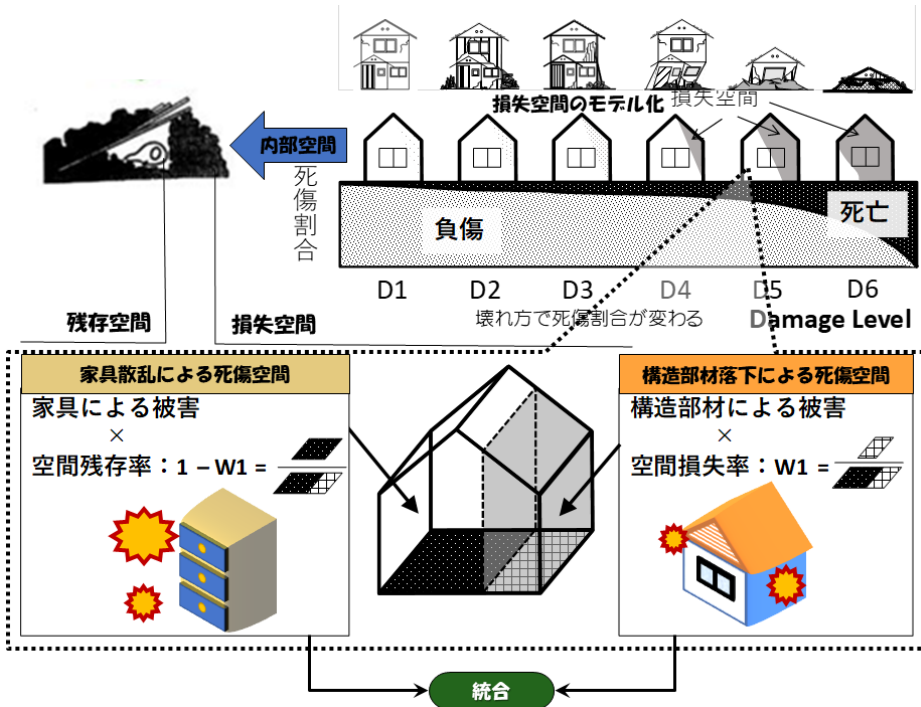 損失空間のモデル化
損失空間
内部空間
死傷割合
負傷
死亡
D1 D2 D3 D4 D5 D6
壊れ方で死傷割合が変わる
Damage Level
残存空間
損失空間
家具散乱による死傷空間
家具による被害
×
空間残存率：1 – W1 =
構造部材落下による死傷空間
構造部材による被害
×
空間損失率：W1 =
統合